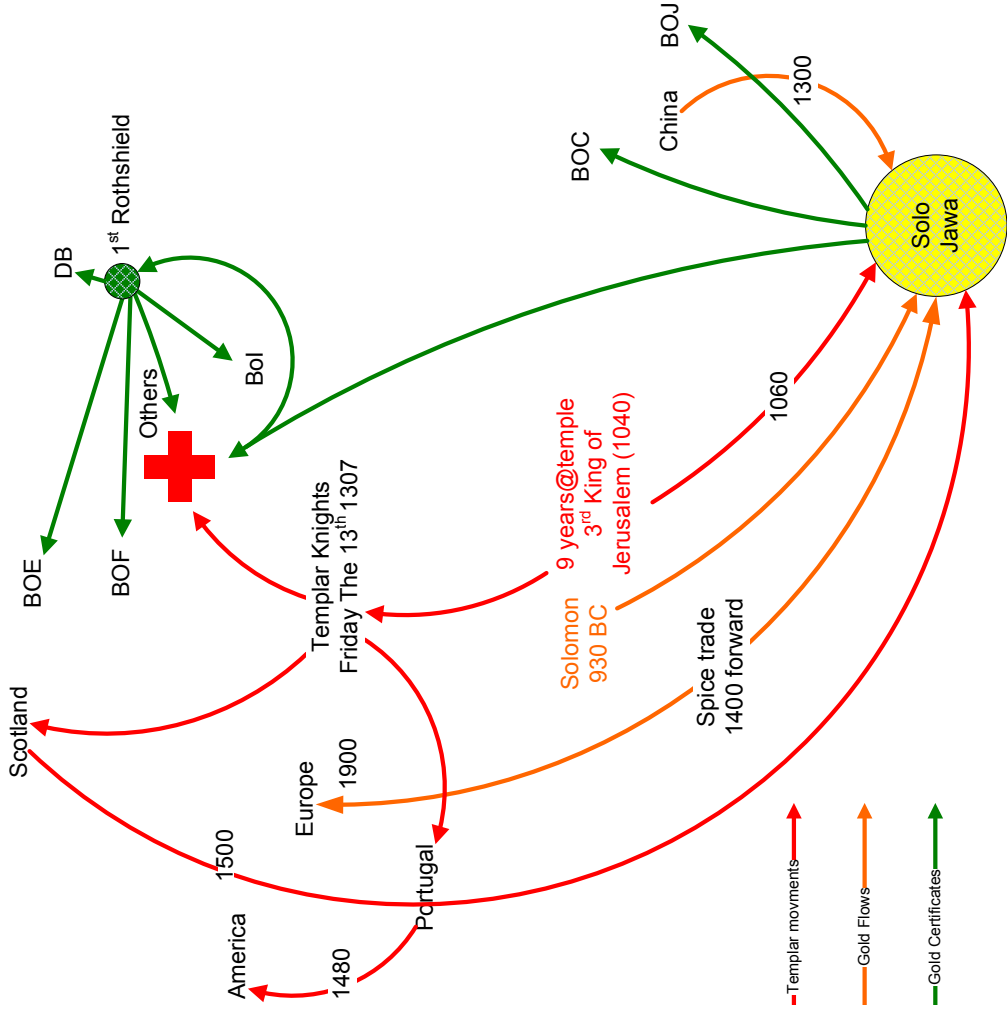 America
1480
Portugal
1500
Scotland
Europe
1900
Templar Knights
Friday The 13th 1307
BOE
BOF
Others
BoI
DB
1st Rothshield
Solomon
930 BC
9 years@temple
3rd King of
Jerusalem (1040)
Spice trade
1400 forward
1060
BOC
China
1300
BOJ
Solo
Jawa
Templar movments
Gold Flows
Gold Certificates